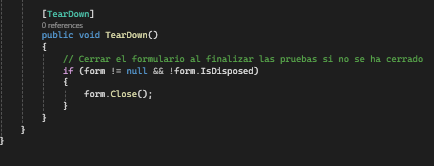 [TearDown]
0 references
public void TearDown()
{
// Cerrar el formulario al finalizar las pruebas si no se ha cerrado
if (form != null && !form.IsDisposed)
{
form.Close();
}
}
}
}